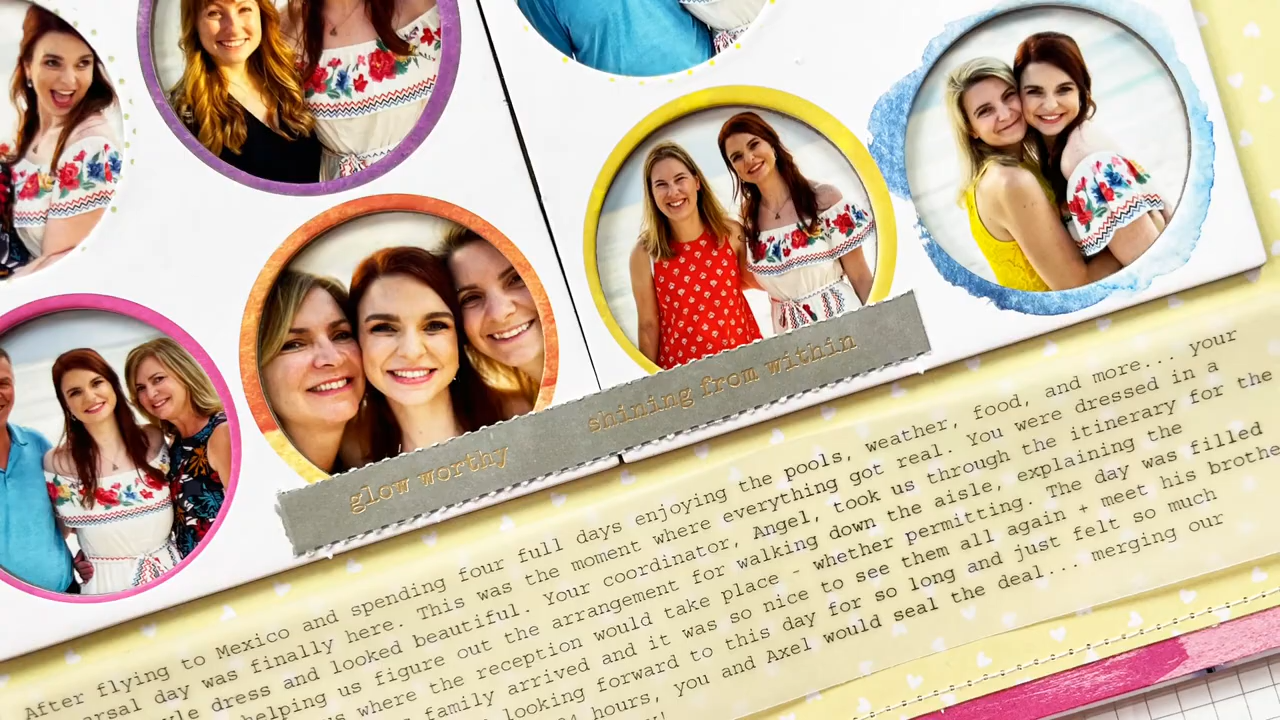 glow worthy
shining from within
After flying to Mexico and spending four full days enjoying the pools, weather, food, and more... your
arsal day was finally here. This was the moment where everything got real. You were dressed in a
yle dress and looked beautiful. Your coordinator, Angel, took us through the itinerary for the
helping us figure out the arrangement for walking down the aisle, explaining the
us where the reception would take place - whether permitting. The day was filled
family arrived and it was so nice to see them all again + meet his brothe
looking forward to this day for so long and just felt so much
hours, you and Axel would seal the deal... merging our